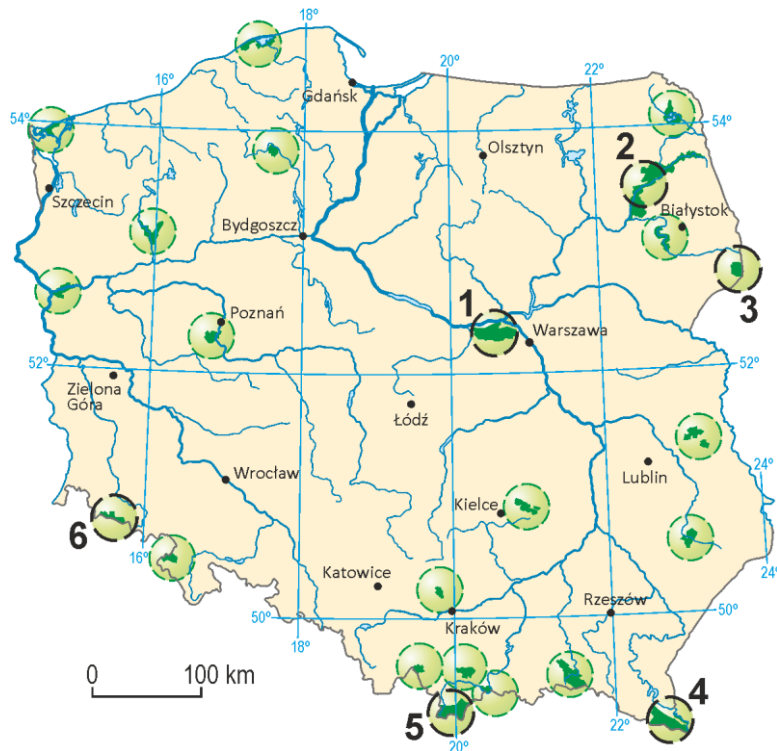 18°
20°
22°
16°
54°
54°
Gdańsk
Olsztyn
2
Szczecin
Białystok
Bydgoszcz
3
1
Poznań
Warszawa
52°
52°
Zielona
Góra
Łódź
24°
Lublin
Wrocław
Kielce
6
16°
24°
Katowice
Rzeszów
50°
50°
Kraków
18°
0
100 km
4
5
22°
20°